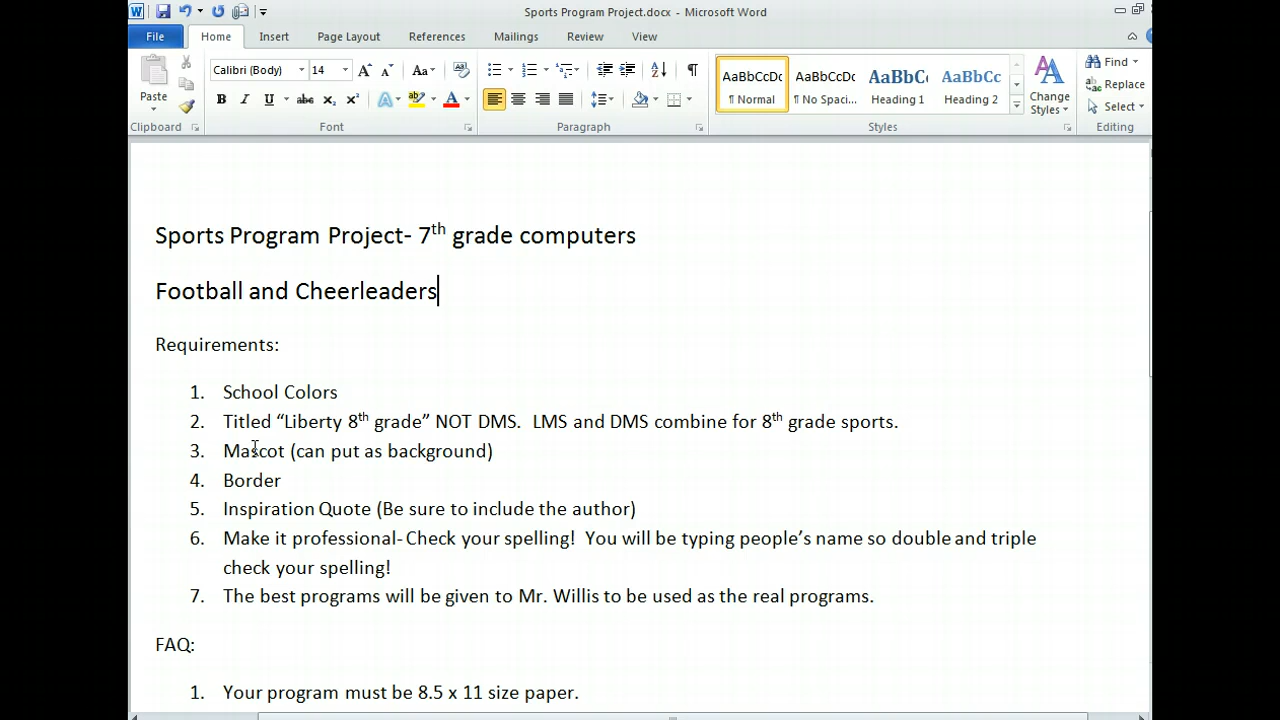 Sports Program Project.docx - Microsoft Word
File Home Insert Page Layout References Mailings Review View
Calibri (Body) 14 Aa
AaBbCcDc AaBbCcDc AaBbC AaBbCc
Find
Replace
Select
Paste
B I U abc x₂ x² A
¶ Normal ¶ No Spaci... Heading 1 Heading 2
Change
Styles
Clipboard Font Paragraph Styles Editing
Sports Program Project- 7th grade computers
Football and Cheerleaders
Requirements:
1. School Colors
2. Titled “Liberty 8th grade” NOT DMS. LMS and DMS combine for 8th grade sports.
3. Mascot (can put as background)
4. Border
5. Inspiration Quote (Be sure to include the author)
6. Make it professional- Check your spelling! You will be typing people’s name so double and triple
check your spelling!
7. The best programs will be given to Mr. Willis to be used as the real programs.
FAQ:
1. Your program must be 8.5 x 11 size paper.